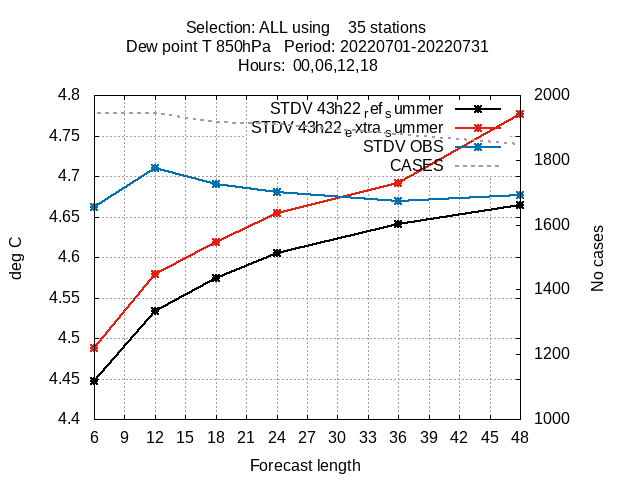 Selection: ALL using 35 stations
Dew point T 850hPa Period: 20220701-20220731
Hours: 00,06,12,18
4.8
4.75
4.7
4.65
4.6
4.55
4.5
4.45
4.4
2000
1800
1600
1400
1200
1000
STDV 43h22_ref_summer
STDV 43h22_extra_summer
STDV OBS
CASES
deg C
No cases
6 9 12 15 18 21 24 27 30 33 36 39 42 45 48
Forecast length